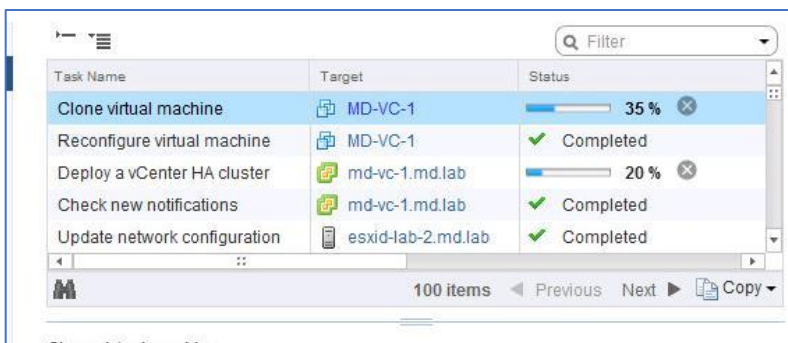 Filter
Task Name Target Status
Clone virtual machine MD-VC-1 35 %
Reconfigure virtual machine MD-VC-1 Completed
Deploy a vCenter HA cluster md-vc-1.md.lab 20 %
Check new notifications md-vc-1.md.lab Completed
Update network configuration esxid-lab-2.md.lab Completed
100 items Previous Next Copy